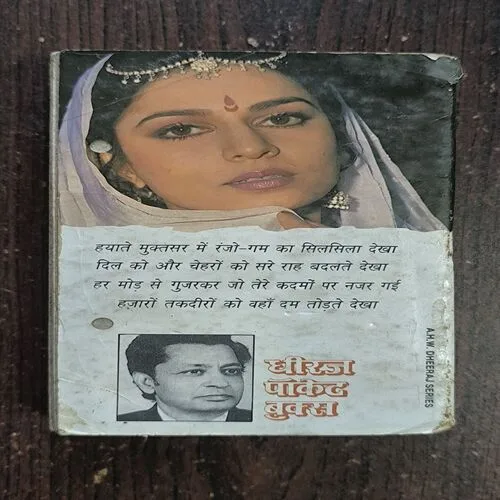 हयाते मुक्तसर में रंजो-गम का सिलसिला देखा
दिल को और चेहरों को सरे राह बदलते देखा
हर मोड़ से गुजरकर जो तेरे कदमों पर नजर गई
हज़ारों तकदीरों को वहाँ दम तोड़ते देखा
धीरज
पॉकेट
बुक्स
A.H.W. DHEERAJ SERIES